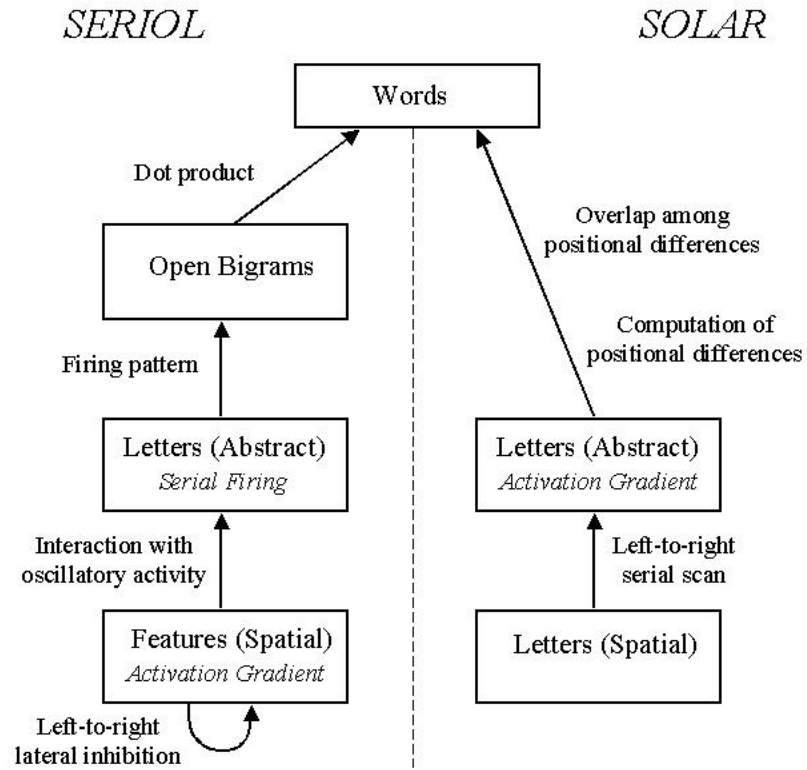 SERIOL
SOLAR
Words
Dot product
Overlap among
positional differences
Open Bigrams
Computation of
positional differences
Firing pattern
Letters (Abstract)
Serial Firing
Letters (Abstract)
Activation Gradient
Interaction with
oscillatory activity
Left-to-right
serial scan
Features (Spatial)
Activation Gradient
Letters (Spatial)
Left-to-right
lateral inhibition